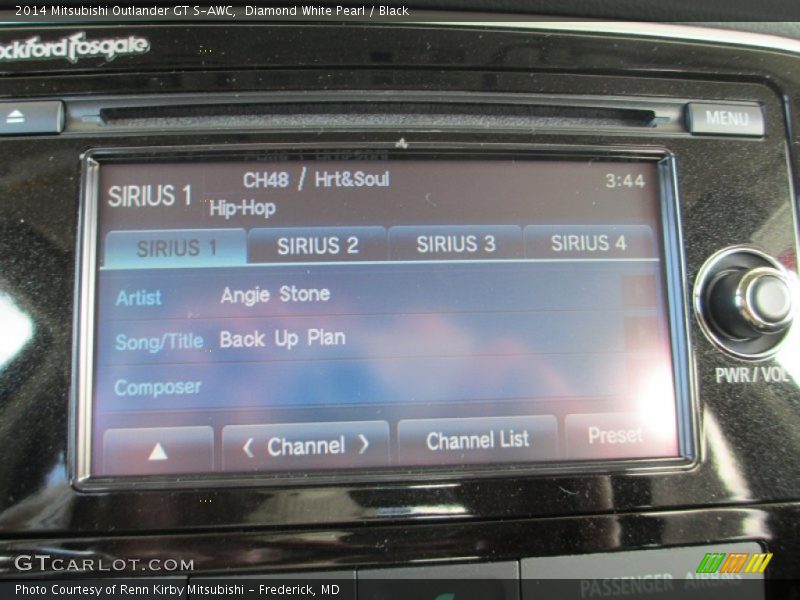 2014 Mitsubishi Outlander GT S-AWC, Diamond White Pearl / Black
Rockford Fosgate
MENU
SIRIUS 1
CH48 / Hrt&Soul
3:44
Hip-Hop
SIRIUS 1 SIRIUS 2 SIRIUS 3 SIRIUS 4
Artist Angie Stone
Song/Title Back Up Plan
Composer
PWR / VOL
< Channel > Channel List Preset
GTCARLOT.COM
PASSENGER AIRBAG
Photo Courtesy of Renn Kirby Mitsubishi - Frederick, MD